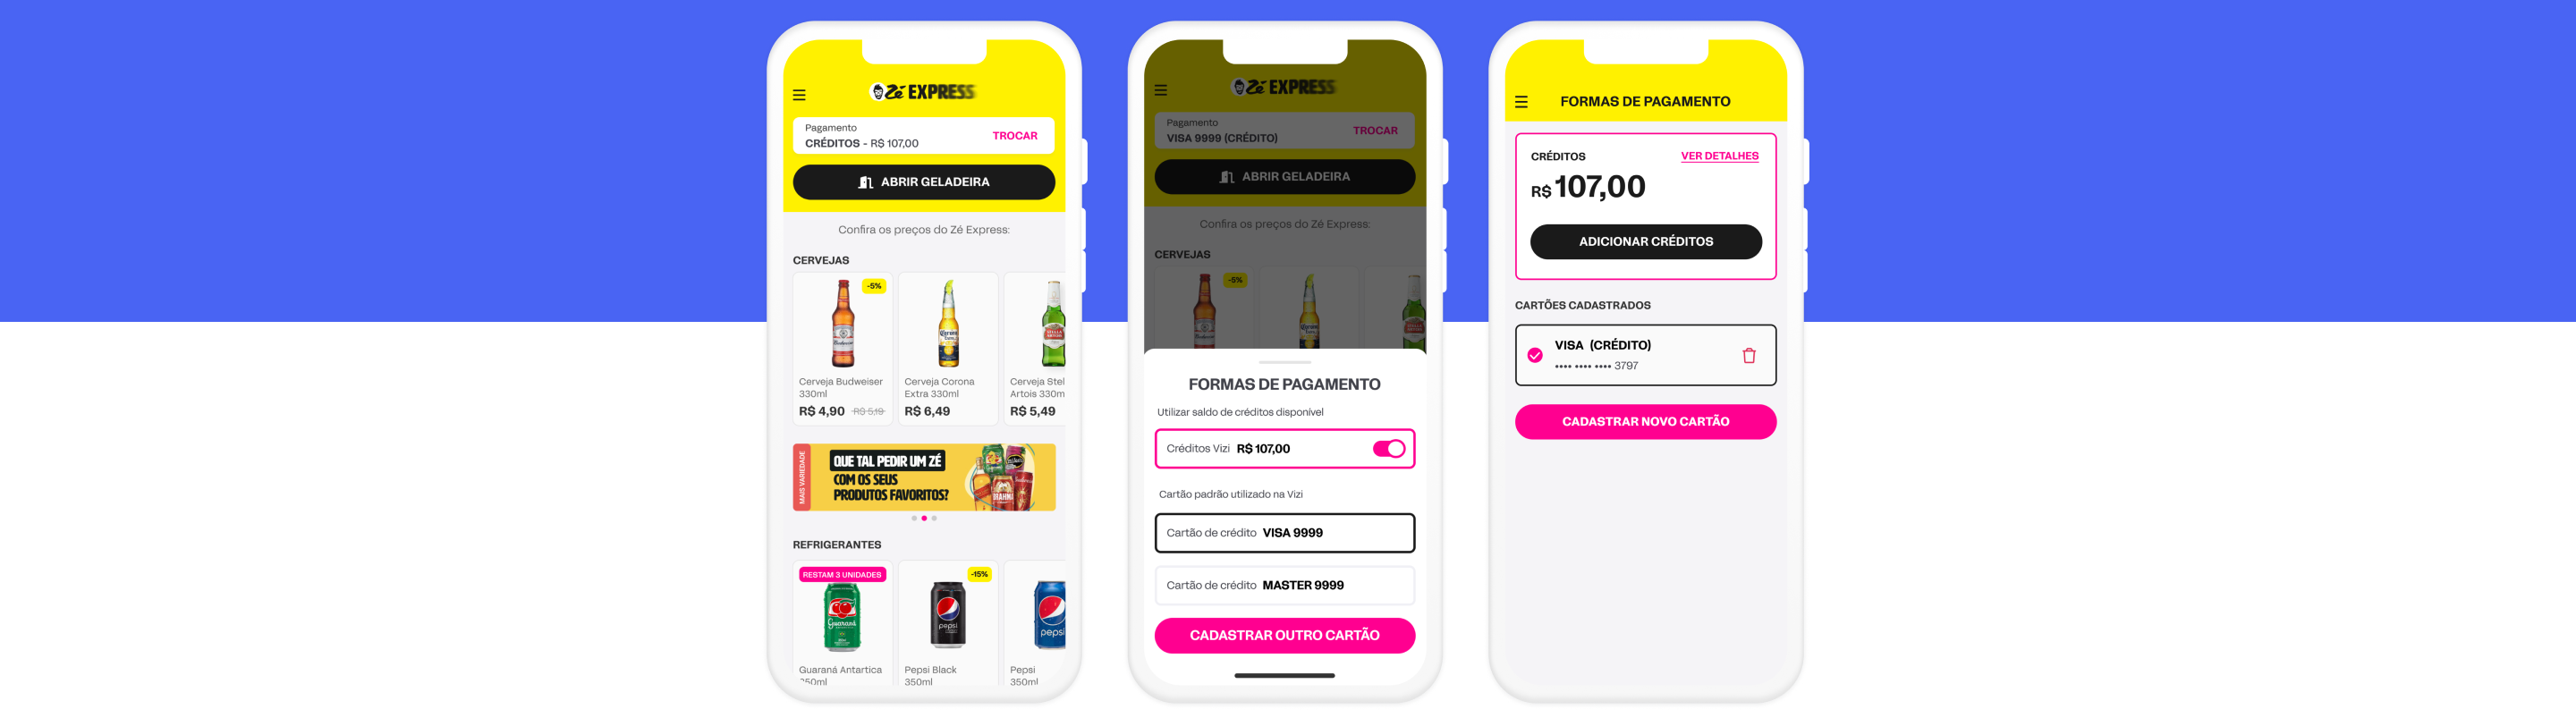 Zé EXPRESS
Pagamento
CRÉDITOS - R$ 107,00
TROCAR
ABRIR GELADEIRA
Confira os preços do Zé Express:
CERVEJAS
-5%
Cerveja Budweiser
330ml
R$ 4,90 R$ 5,19
Cerveja Corona
Extra 330ml
R$ 6,49
Cerveja Stel
Artois 330m
R$ 5,49
MAIS VARIEDADE
QUE TAL PEDIR UM ZÉ
COM OS SEUS
PRODUTOS FAVORITOS?
REFRIGERANTES
RESTAM 3 UNIDADES
Guaraná
Guaraná Antartica
350ml
-15%
pepsi
Pepsi Black
350ml
pepsi
Pepsi
350ml
Zé EXPRESS
Pagamento
VISA 9999 (CRÉDITO)
TROCAR
ABRIR GELADEIRA
Confira os preços do Zé Express:
CERVEJAS
-5%
FORMAS DE PAGAMENTO
Utilizar saldo de créditos disponível
Créditos Vizi R$ 107,00
Cartão padrão utilizado na Vizi
Cartão de crédito VISA 9999
Cartão de crédito MASTER 9999
CADASTRAR OUTRO CARTÃO
FORMAS DE PAGAMENTO
CRÉDITOS
VER DETALHES
R$ 107,00
ADICIONAR CRÉDITOS
CARTÕES CADASTRADOS
VISA (CRÉDITO)
•••• •••• •••• 3797
CADASTRAR NOVO CARTÃO